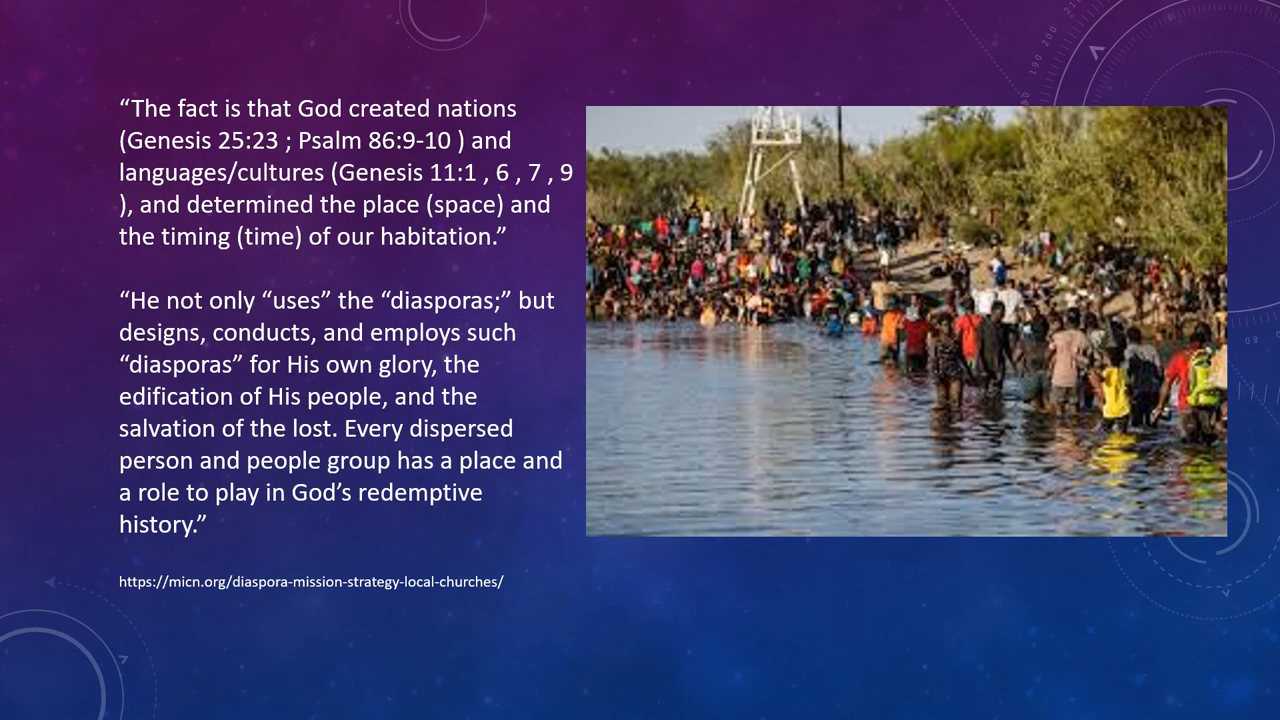 “The fact is that God created nations
(Genesis 25:23 ; Psalm 86:9-10 ) and
languages/cultures (Genesis 11:1 , 6 , 7 , 9
), and determined the place (space) and
the timing (time) of our habitation.”
“He not only “uses” the “diasporas;” but
designs, conducts, and employs such
“diasporas” for His own glory, the
edification of His people, and the
salvation of the lost. Every dispersed
person and people group has a place and
a role to play in God’s redemptive
history.”
https://micn.org/diaspora-mission-strategy-local-churches/
190 200
80